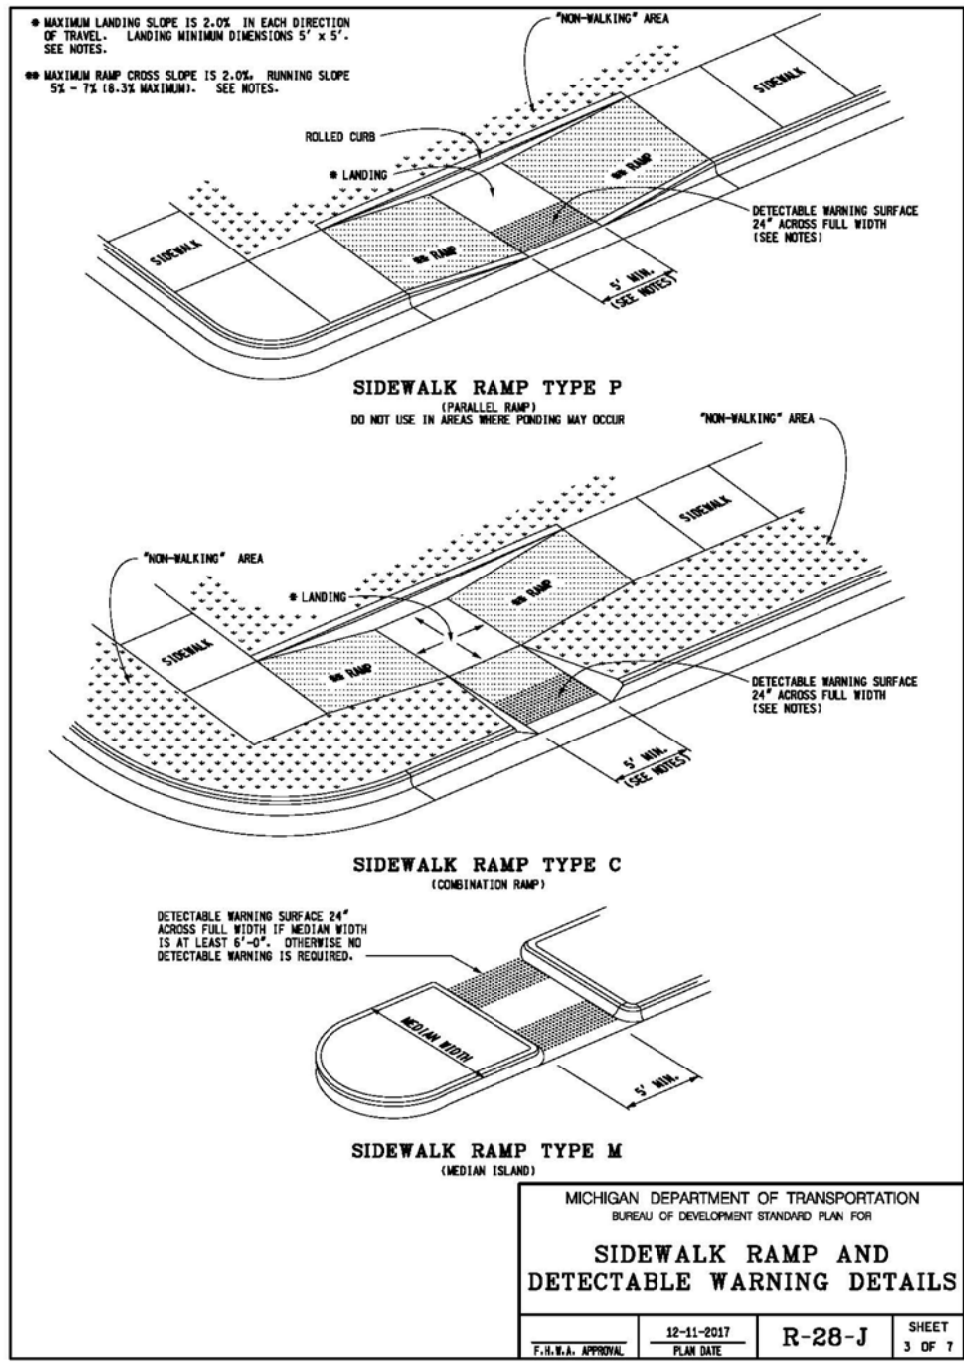 * MAXIMUM LANDING SLOPE IS 2.0% IN EACH DIRECTION
OF TRAVEL. LANDING MINIMUM DIMENSIONS 5' x 5'.
SEE NOTES.
** MAXIMUM RAMP CROSS SLOPE IS 2.0%. RUNNING SLOPE
5% - 7% (8.3% MAXIMUM). SEE NOTES.
"NON-WALKING" AREA
SIDEWALK
ROLLED CURB
* LANDING
** RAMP
DETECTABLE WARNING SURFACE
24" ACROSS FULL WIDTH
(SEE NOTES)
SIDEWALK
** RAMP
5' MIN.
(SEE NOTES)
SIDEWALK RAMP TYPE P
(PARALLEL RAMP)
DO NOT USE IN AREAS WHERE PONDING MAY OCCUR
"NON-WALKING" AREA
SIDEWALK
"NON-WALKING" AREA
* LANDING
** RAMP
SIDEWALK
** RAMP
DETECTABLE WARNING SURFACE
24" ACROSS FULL WIDTH
(SEE NOTES)
5' MIN.
(SEE NOTES)
SIDEWALK RAMP TYPE C
(COMBINATION RAMP)
DETECTABLE WARNING SURFACE 24"
ACROSS FULL WIDTH IF MEDIAN WIDTH
IS AT LEAST 6'-0". OTHERWISE NO
DETECTABLE WARNING IS REQUIRED.
MEDIAN WIDTH
5' MIN.
SIDEWALK RAMP TYPE M
(MEDIAN ISLAND)
MICHIGAN DEPARTMENT OF TRANSPORTATION
BUREAU OF DEVELOPMENT STANDARD PLAN FOR
SIDEWALK RAMP AND
DETECTABLE WARNING DETAILS
F.H.W.A. APPROVAL
12-11-2017
PLAN DATE
R-28-J
SHEET
3 OF 7